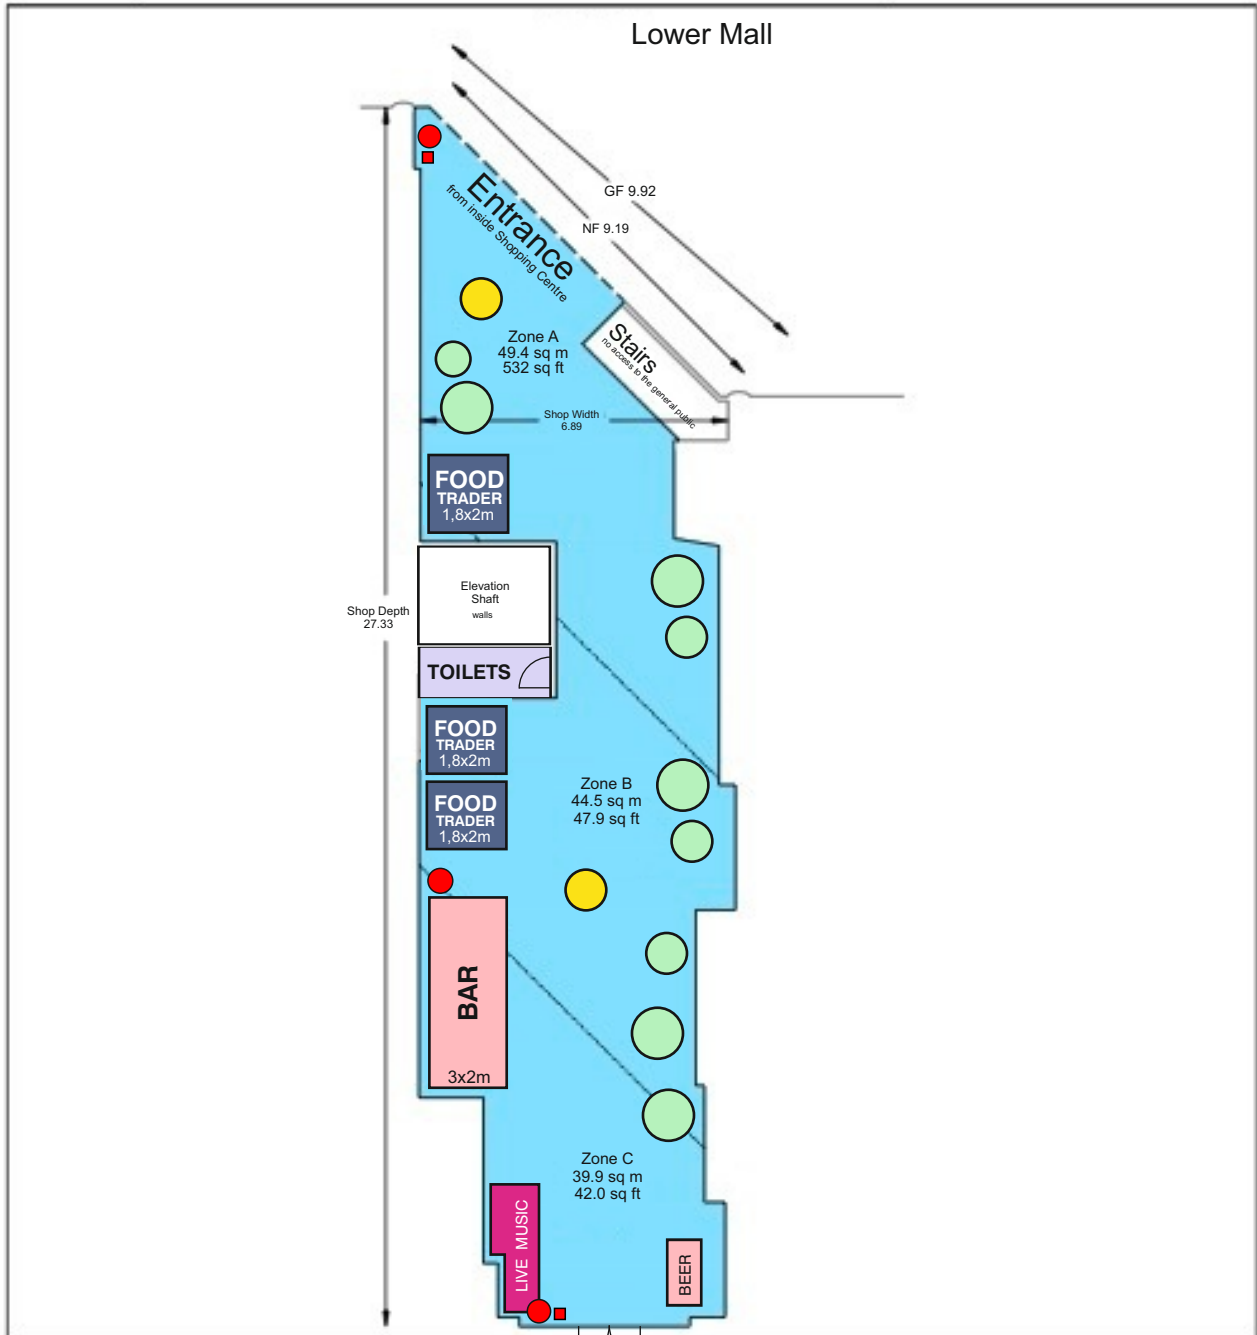 Lower Mall
GF 9.92
NF 9.19
Entrance
from inside Shopping Centre
Zone A
49.4 sq m
532 sq ft
Stairs
no access to the general public
Shop Width
6.89
FOOD
TRADER
1,8x2m
Elevation
Shaft
walls
Shop Depth
27.33
TOILETS
FOOD
TRADER
1,8x2m
Zone B
44.5 sq m
47.9 sq ft
FOOD
TRADER
1,8x2m
BAR
3x2m
Zone C
39.9 sq m
42.0 sq ft
LIVE MUSIC
BEER